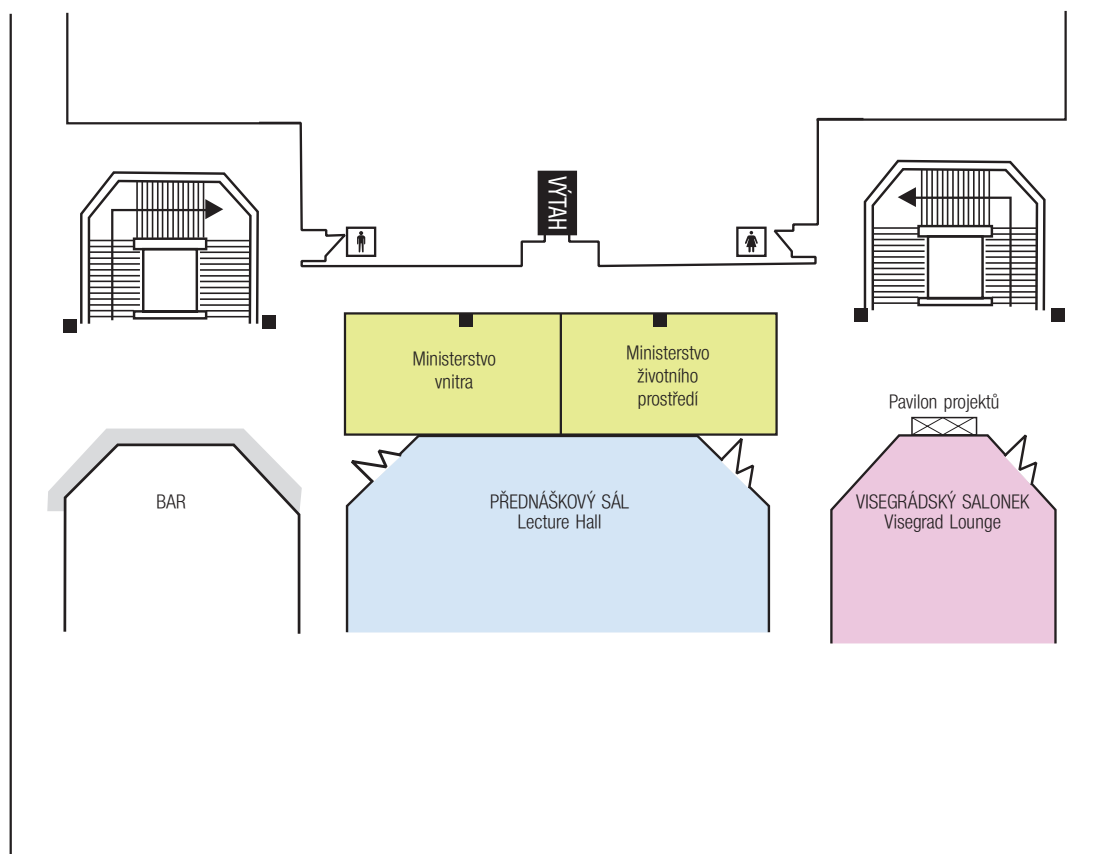 VÝTAH
Ministerstvo
vnitra
Ministerstvo
životního
prostředí
Pavilon projektů
BAR
PŘEDNÁŠKOVÝ SÁL
Lecture Hall
VISEGRÁDSKÝ SALONEK
Visegrad Lounge